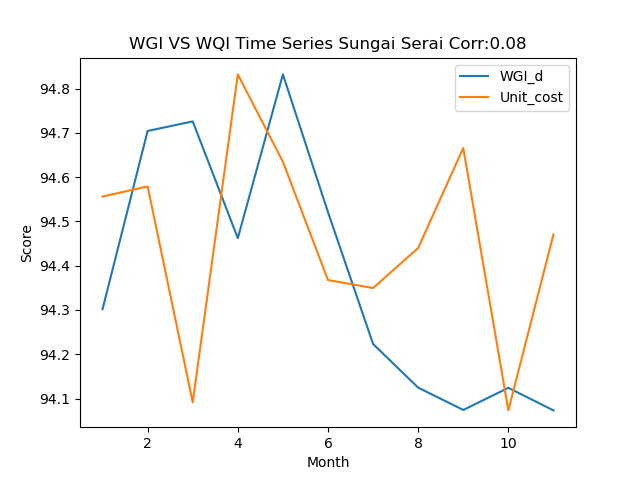 WGI VS WQI Time Series Sungai Serai Corr:0.08
WGI_d
Unit_cost
Score
94.8
94.7
94.6
94.5
94.4
94.3
94.2
94.1
2 4 6 8 10
Month